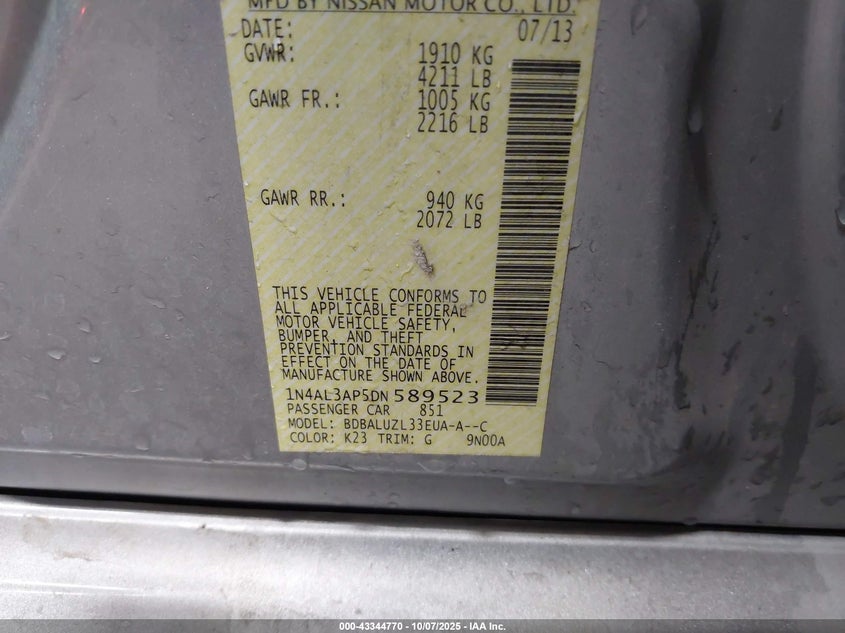 MFD BY NISSAN MOTOR CO., LTD.
DATE: 07/13
GVWR: 1910 KG
4211 LB
GAWR FR.: 1005 KG
2216 LB
GAWR RR.: 940 KG
2072 LB
THIS VEHICLE CONFORMS TO
ALL APPLICABLE FEDERAL
MOTOR VEHICLE SAFETY,
BUMPER, AND THEFT
PREVENTION STANDARDS IN
EFFECT ON THE DATE OF
MANUFACTURE SHOWN ABOVE.
1N4AL3AP5DN 589523
PASSENGER CAR 851
MODEL: BDBALUZL33EUA-A--C
COLOR: K23 TRIM: G 9N00A
000-43344770 - 10/07/2025 - IAA Inc.